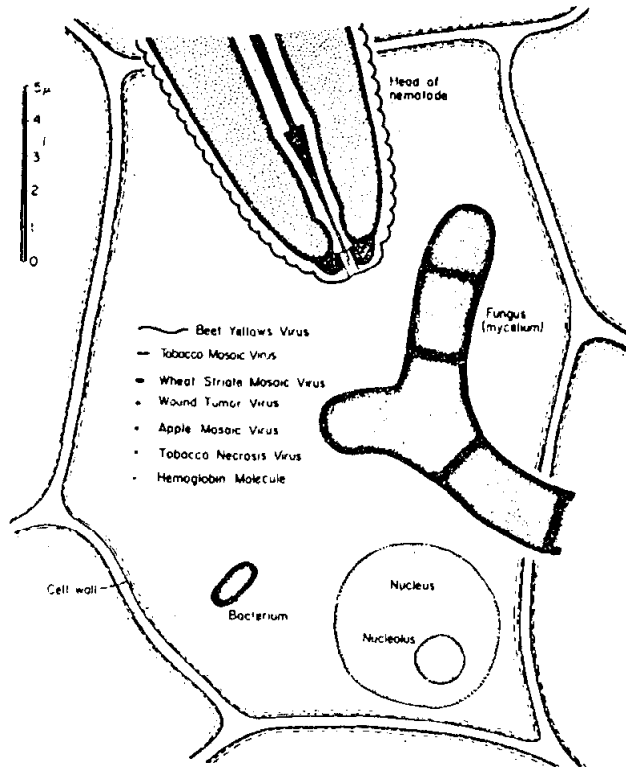 5μ
4
3
2
1
0
Head of
nematode
Fungus
(mycelium)
Beet Yellows Virus
Tobacco Mosaic Virus
Wheat Striate Mosaic Virus
Wound Tumor Virus
Apple Mosaic Virus
Tobacco Necrosis Virus
Hemoglobin Molecule
Cell wall
Bacterium
Nucleus
Nucleolus